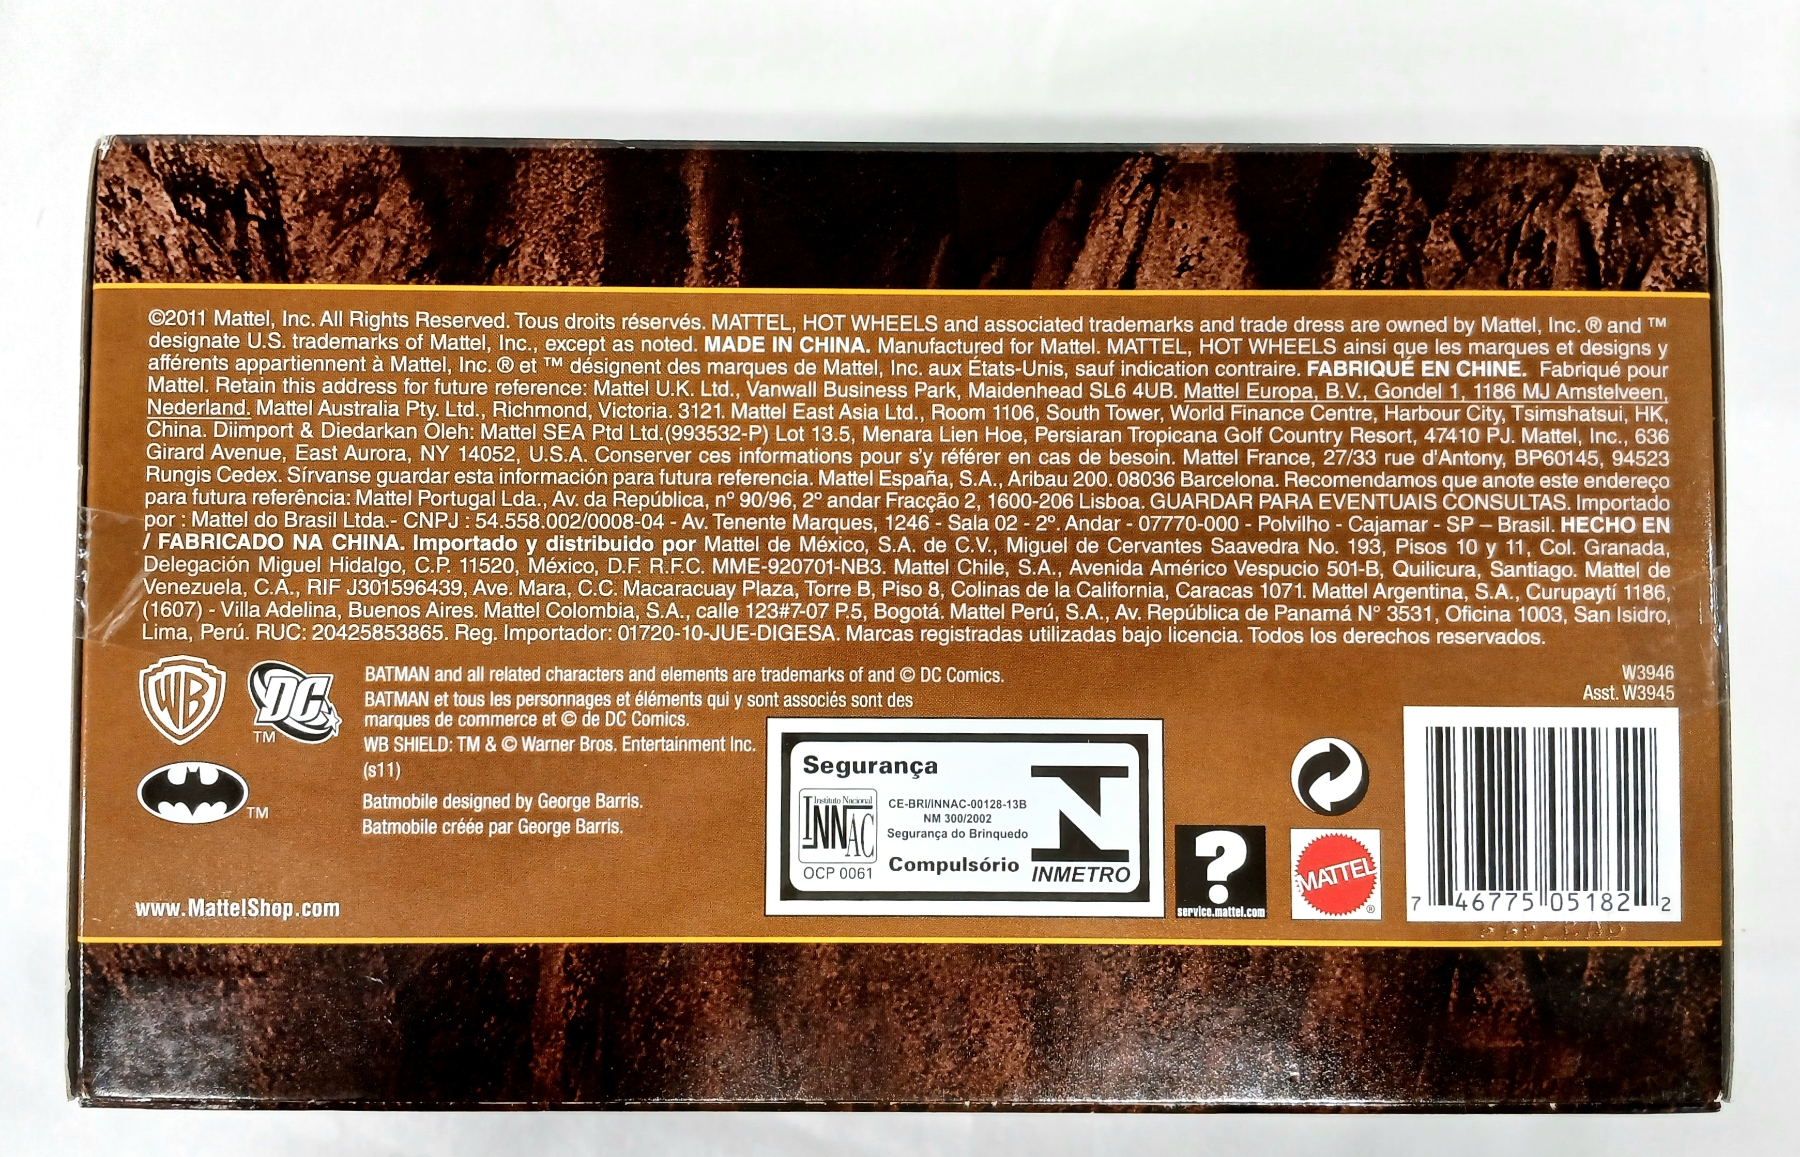 ©2011 Mattel, Inc. All Rights Reserved. Tous droits réservés. MATTEL, HOT WHEELS and associated trademarks and trade dress are owned by Mattel, Inc. ® and ™
designate U.S. trademarks of Mattel, Inc., except as noted. MADE IN CHINA. Manufactured for Mattel. MATTEL, HOT WHEELS ainsi que les marques et designs y
afférents appartiennent à Mattel, Inc. ® et ™ désignent des marques de Mattel, Inc. aux États-Unis, sauf indication contraire. FABRIQUÉ EN CHINE. Fabriqué pour
Mattel. Retain this address for future reference: Mattel U.K. Ltd., Vanwall Business Park, Maidenhead SL6 4UB. Mattel Europa, B.V., Gondel 1, 1186 MJ Amstelveen,
Nederland. Mattel Australia Pty. Ltd., Richmond, Victoria. 3121. Mattel East Asia Ltd., Room 1106, South Tower, World Finance Centre, Harbour City, Tsimshatsui, HK,
China. Diimport & Diedarkan Oleh: Mattel SEA Ptd Ltd.(993532-P) Lot 13.5, Menara Lien Hoe, Persiaran Tropicana Golf Country Resort, 47410 PJ. Mattel, Inc., 636
Girard Avenue, East Aurora, NY 14052, U.S.A. Conserver ces informations pour s'y référer en cas de besoin. Mattel France, 27/33 rue d'Antony, BP60145, 94523
Rungis Cedex. Sírvanse guardar esta información para futura referencia. Mattel España, S.A., Aribau 200. 08036 Barcelona. Recomendamos que anote este endereço
para futura referência: Mattel Portugal Lda., Av. da República, nº 90/96, 2º andar Fracção 2, 1600-206 Lisboa. GUARDAR PARA EVENTUAIS CONSULTAS. Importado
por : Mattel do Brasil Ltda.- CNPJ : 54.558.002/0008-04 - Av. Tenente Marques, 1246 - Sala 02 - 2º. Andar - 07770-000 - Polvilho - Cajamar - SP – Brasil. HECHO EN
/ FABRICADO NA CHINA. Importado y distribuido por Mattel de México, S.A. de C.V., Miguel de Cervantes Saavedra No. 193, Pisos 10 y 11, Col. Granada,
Delegación Miguel Hidalgo, C.P. 11520, México, D.F. R.F.C. MME-920701-NB3. Mattel Chile, S.A., Avenida Américo Vespucio 501-B, Quilicura, Santiago. Mattel de
Venezuela, C.A., RIF J301596439, Ave. Mara, C.C. Macaracuay Plaza, Torre B, Piso 8, Colinas de la California, Caracas 1071. Mattel Argentina, S.A., Curupaytí 1186,
(1607) - Villa Adelina, Buenos Aires. Mattel Colombia, S.A., calle 123#7-07 P.5, Bogotá. Mattel Perú, S.A., Av. República de Panamá N° 3531, Oficina 1003, San Isidro,
Lima, Perú. RUC: 20425853865. Reg. Importador: 01720-10-JUE-DIGESA. Marcas registradas utilizadas bajo licencia. Todos los derechos reservados.
WB
DC
TM
TM
BATMAN and all related characters and elements are trademarks of and © DC Comics.
BATMAN et tous les personnages et éléments qui y sont associés sont des
marques de commerce et © de DC Comics.
WB SHIELD: TM & © Warner Bros. Entertainment Inc.
(s11)
Batmobile designed by George Barris.
Batmobile créée par George Barris.
www.MattelShop.com
Segurança
Instituto Nacional
INNAC
OCP 0061
CE-BRI/INNAC-00128-13B
NM 300/2002
Segurança do Brinquedo
Compulsório
INMETRO
?
service.mattel.com
MATTEL
®
W3946
Asst. W3945
7 46775 05182 2